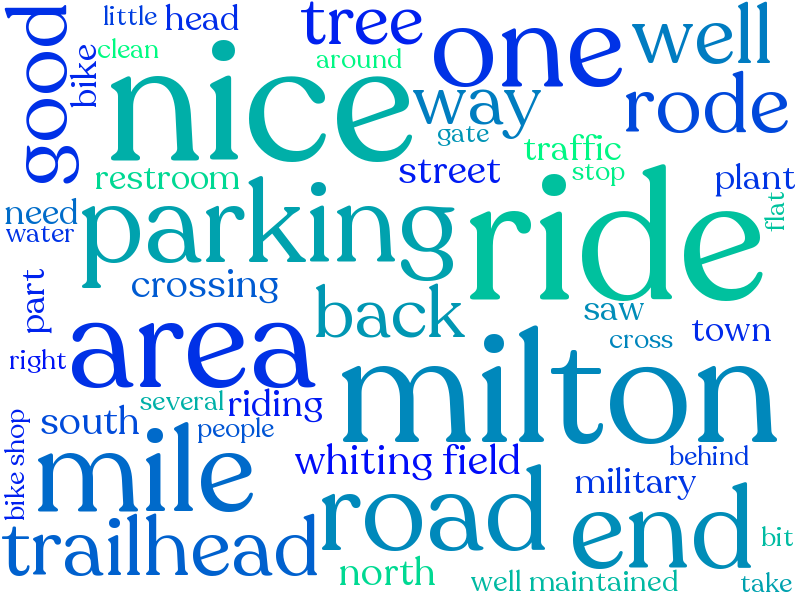 little
head
tree
one
well
good
bike
clean
around
nice
way
rode
gate
traffic
street
stop
plant
restroom
need
parking
ride
flat
water
crossing
part
back
saw
cross
town
area
right
milton
several
riding
south
people
bike shop
mile
whiting field
behind
military
road
end
trailhead
bit
north
well maintained
take